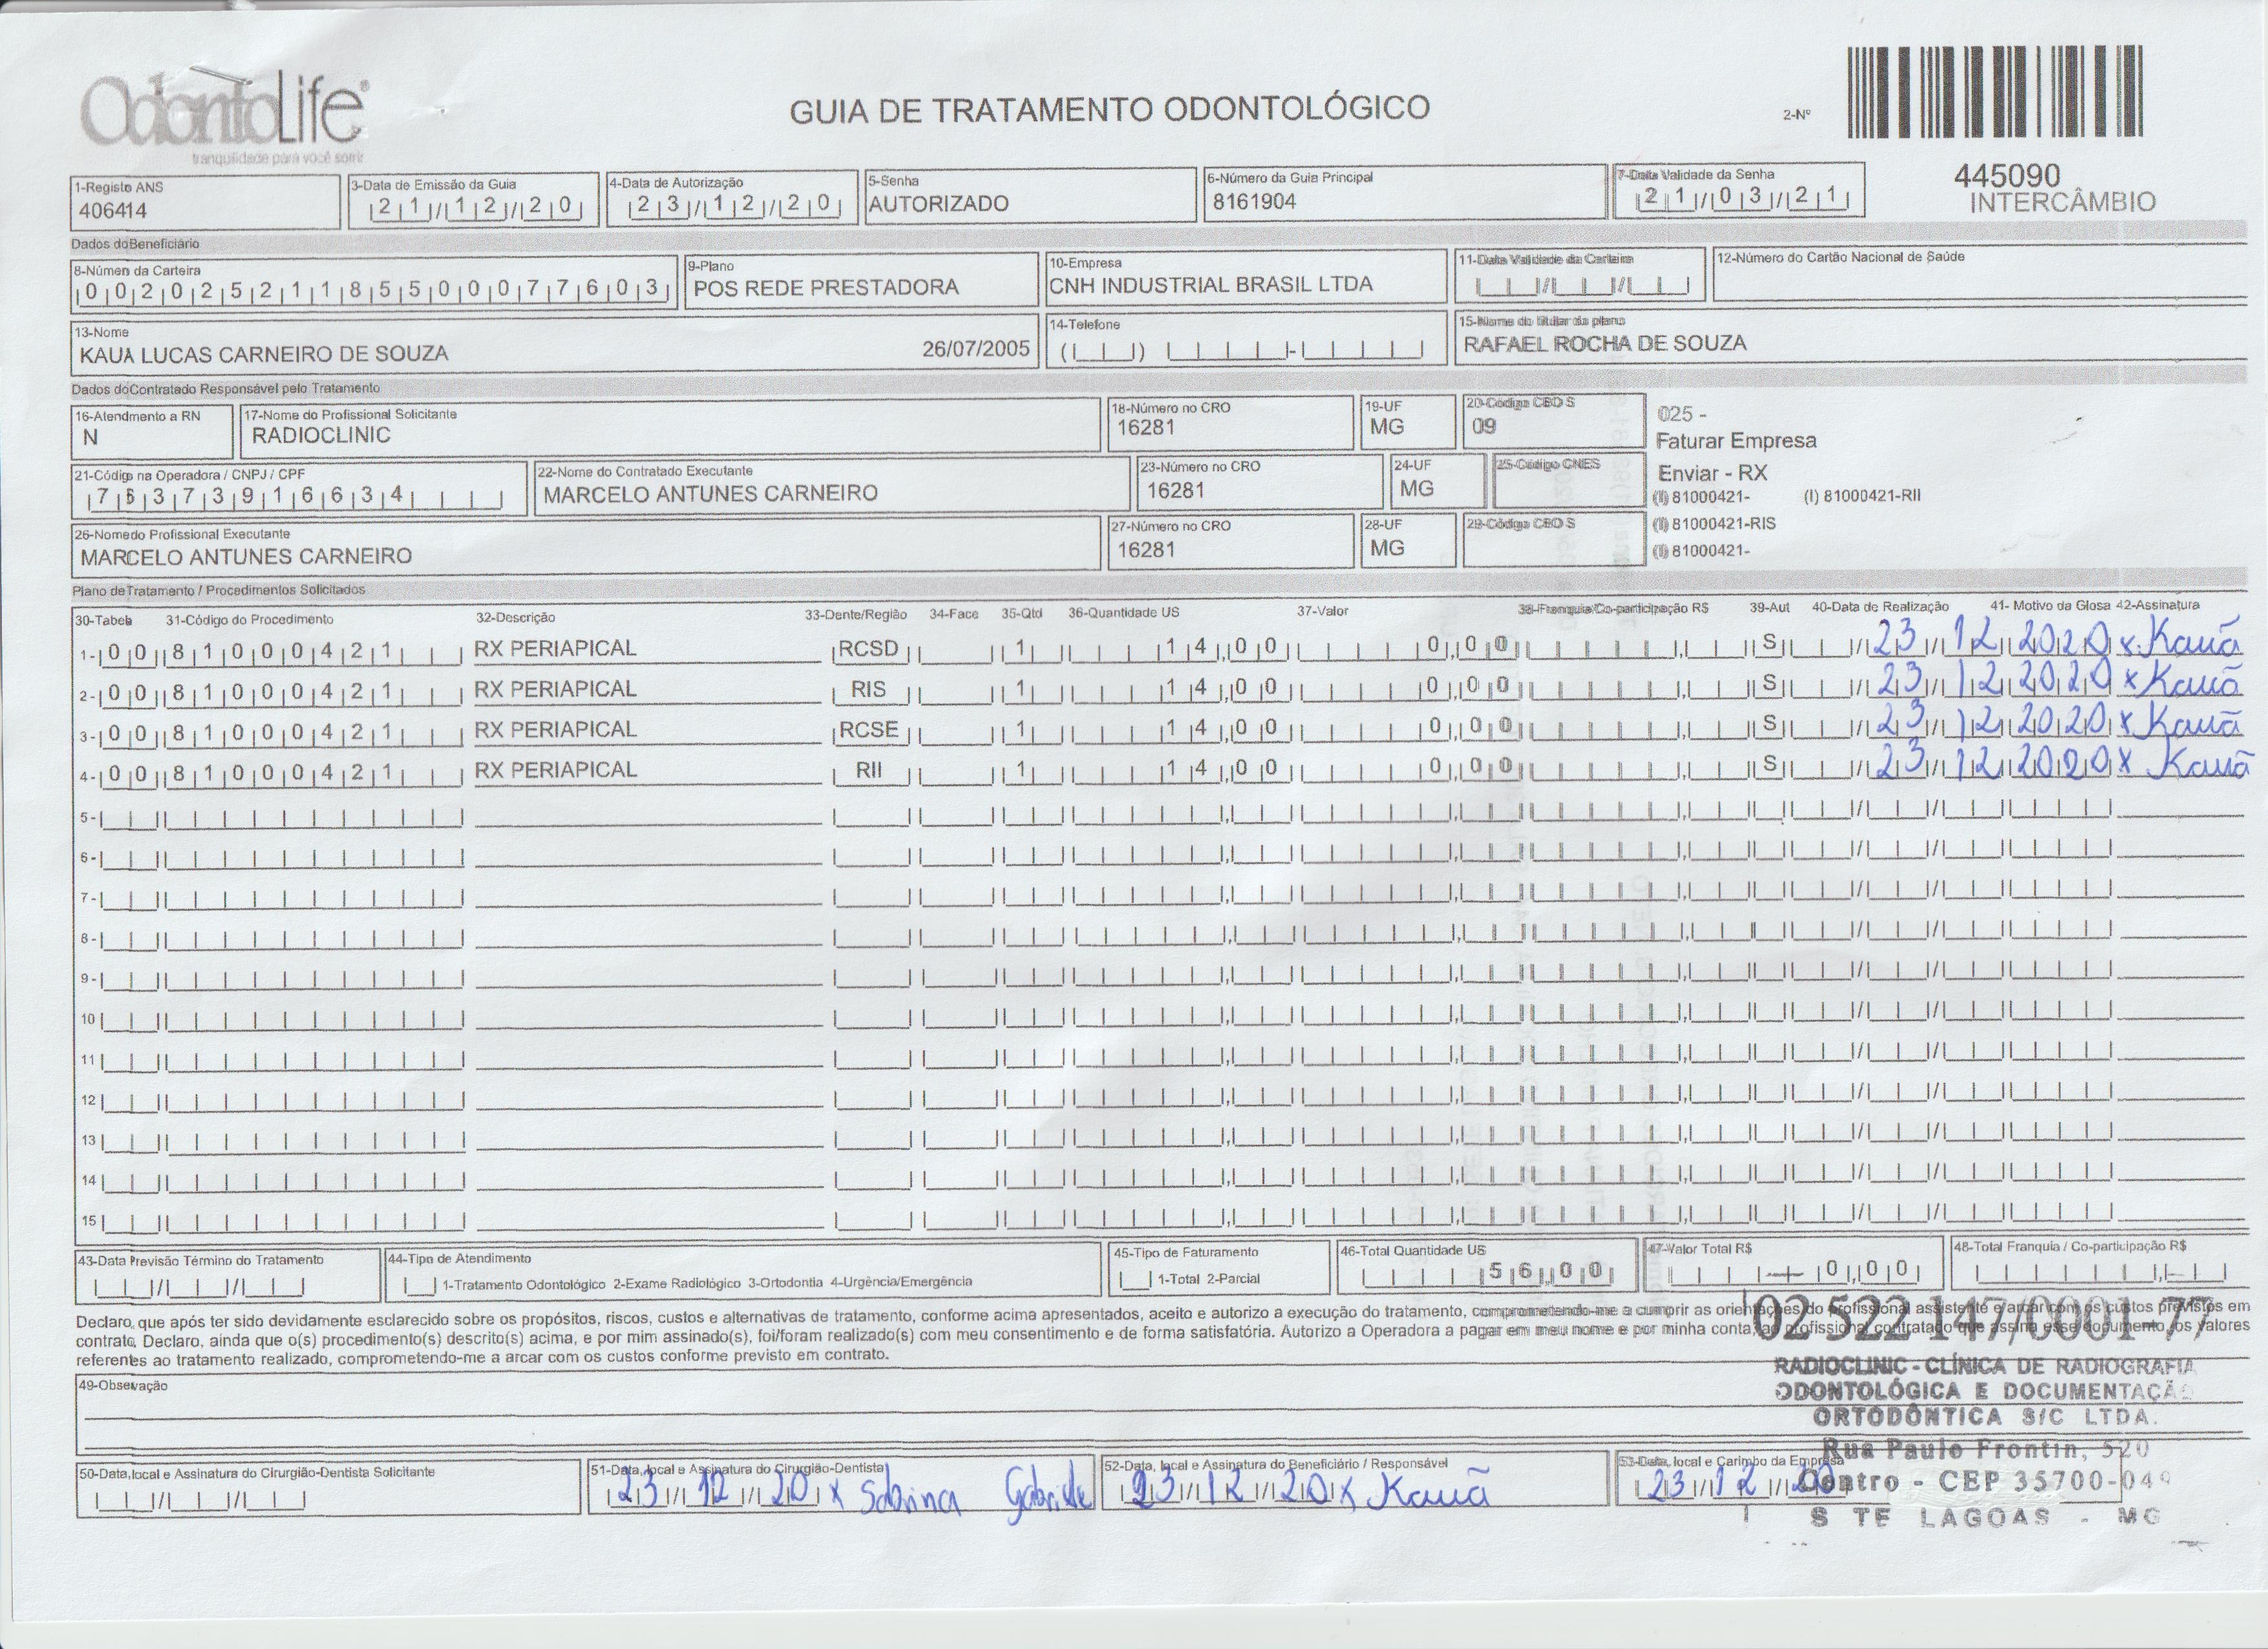 OdontoLife®
tranquilidade para você sorrir
GUIA DE TRATAMENTO ODONTOLÓGICO
2-Nº
445090
INTERCÂMBIO
1-Registo ANS
406414
3-Data de Emissão da Guia
21/12/20
4-Data de Autorização
23/12/20
5-Senha
AUTORIZADO
6-Número da Guia Principal
8161904
7-Data Validade da Senha
21/03/21
Dados do Beneficiário
8-Númen da Carteira
00202521185500077603
9-Plano
POS REDE PRESTADORA
10-Empresa
CNH INDUSTRIAL BRASIL LTDA
11-Data Validade da Carteira
12-Número do Cartão Nacional de Saúde
13-Nome
KAUA LUCAS CARNEIRO DE SOUZA 26/07/2005
14-Telefone
15-Nome do titular do plano
RAFAEL ROCHA DE SOUZA
Dados do Contratado Responsável pelo Tratamento
16-Atendmento a RN
N
17-Nome do Profissional Solicitante
RADIOCLINIC
18-Número no CRO
16281
19-UF
MG
20-Código CBO S
09
025 -
Faturar Empresa
Enviar - RX
(I) 81000421- (I) 81000421-RII
(I) 81000421-RIS
(I) 81000421-
21-Códig na Operadora / CNPJ / CPF
75373916634
22-Nome do Contratado Executante
MARCELO ANTUNES CARNEIRO
23-Número no CRO
16281
24-UF
MG
25-Código CNES
26-Nomedo Profissional Executante
MARCELO ANTUNES CARNEIRO
27-Número no CRO
16281
28-UF
MG
29-Código CBO S
Plano de Tratamento / Procedimentos Solicitados
30-Tabela 31-Código do Procedimento 32-Descrição 33-Dente/Região 34-Face 35-Qtd 36-Quantidade US 37-Valor 38-Franquia/Co-participação R$ 39-Aut 40-Data de Realização 41- Motivo da Glosa 42-Assinatura
1- 00 81000421 RX PERIAPICAL RCSD 1 14,00 0,00 S 23/12/2020 x Kauã
2- 00 81000421 RX PERIAPICAL RIS 1 14,00 0,00 S 23/12/2020 x Kauã
3- 00 81000421 RX PERIAPICAL RCSE 1 14,00 0,00 S 23/12/2020 x Kauã
4- 00 81000421 RX PERIAPICAL RII 1 14,00 0,00 S 23/12/2020 x Kauã
5-
6-
7-
8-
9-
10
11
12
13
14
15
43-Data Previsão Término do Tratamento
44-Tipo de Atendimento
1-Tratamento Odontológico 2-Exame Radiológico 3-Ortodontia 4-Urgência/Emergência
45-Tipo de Faturamento
1-Total 2-Parcial
46-Total Quantidade US
56,00
47-Valor Total R$
0,00
48-Total Franquia / Co-participação R$
Declaro, que após ter sido devidamente esclarecido sobre os propósitos, riscos, custos e alternativas de tratamento, conforme acima apresentados, aceito e autorizo a execução do tratamento, comprometendo-me a cumprir as orientações do profissional assistente e arcar com os custos previstos em
contrato. Declaro, ainda que o(s) procedimento(s) descrito(s) acima, e por mim assinado(s), foi/foram realizado(s) com meu consentimento e de forma satisfatória. Autorizo a Operadora a pagar em meu nome e por minha conta, ao profissional contratado que assina esse documento, os valores
referentes ao tratamento realizado, comprometendo-me a arcar com os custos conforme previsto em contrato.
49-Observação
02 522 147/0001-77
RADIOCLINIC - CLÍNICA DE RADIOGRAFIA
ODONTOLÓGICA E DOCUMENTAÇÃO
ORTODÔNTICA S/C LTDA.
Rua Paulo Frontin, 520
Centro - CEP 35700-049
S TE LAGOAS - MG
50-Data, local e Assinatura do Cirurgião-Dentista Solicitante
51-Data, local e Assinatura do Cirurgião-Dentista
23/12/20 x Sabrina Gabriele
52-Data, local e Assinatura do Beneficiário / Responsável
23/12/20 x Kauã
53-Data, local e Carimbo da Empresa
23/12/20